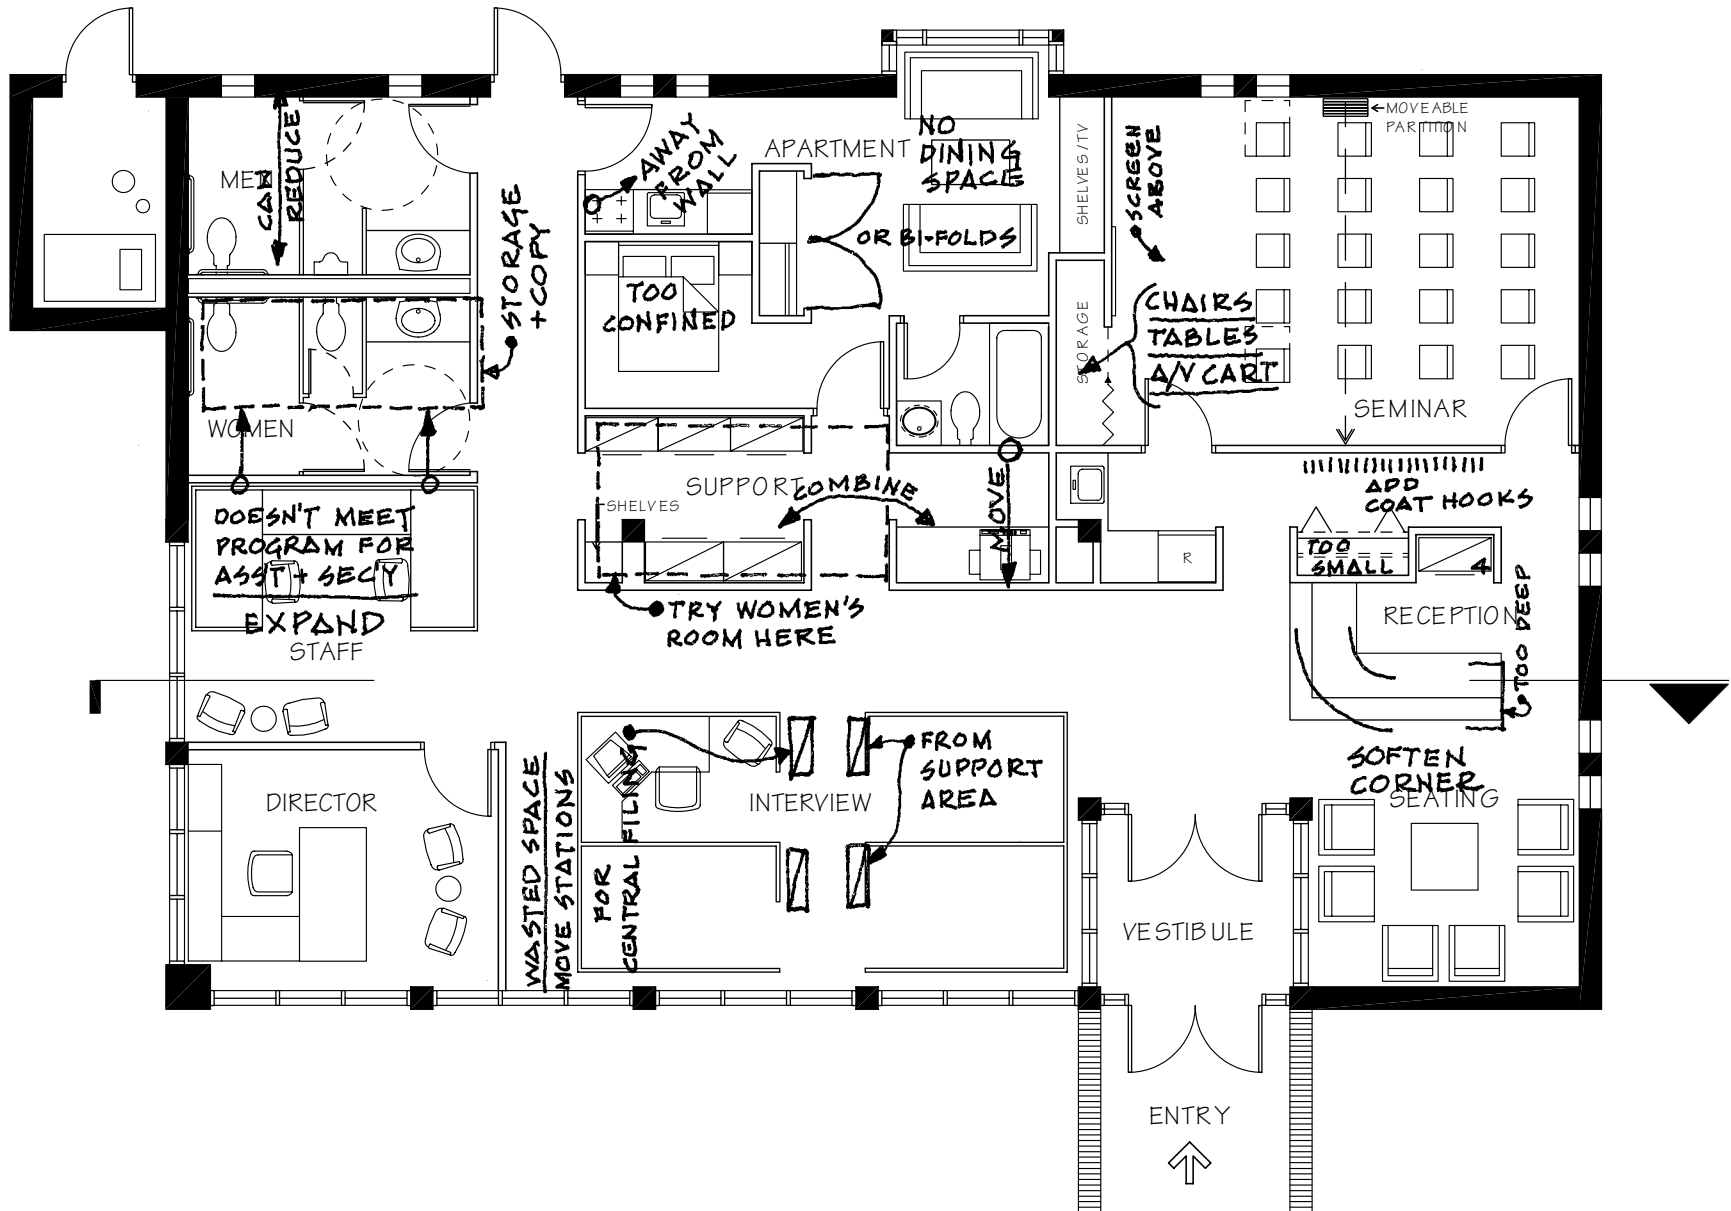 MOVEABLE
PARTITION
MEN
CAN
REDUCE
STORAGE
+ COPY
AWAY
FROM
WALL
APARTMENT
NO
DINING
SPACE
SHELVES/TV
SCREEN
ABOVE
OR BI-FOLDS
TOO
CONFINED
STORAGE
CHAIRS
TABLES
A/V CART
SEMINAR
WOMEN
DOESN'T MEET
PROGRAM FOR
ASST + SEC'Y
EXPAND
STAFF
SUPPORT
SHELVES
COMBINE
MOVE
R
ADD
COAT HOOKS
TOO
SMALL
4
RECEPTION
TOO DEEP
TRY WOMEN'S
ROOM HERE
SOFTEN
CORNER
SEATING
DIRECTOR
WASTED SPACE
MOVE STATIONS
FOR
CENTRAL FILING
INTERVIEW
FROM
SUPPORT
AREA
VESTIBULE
ENTRY